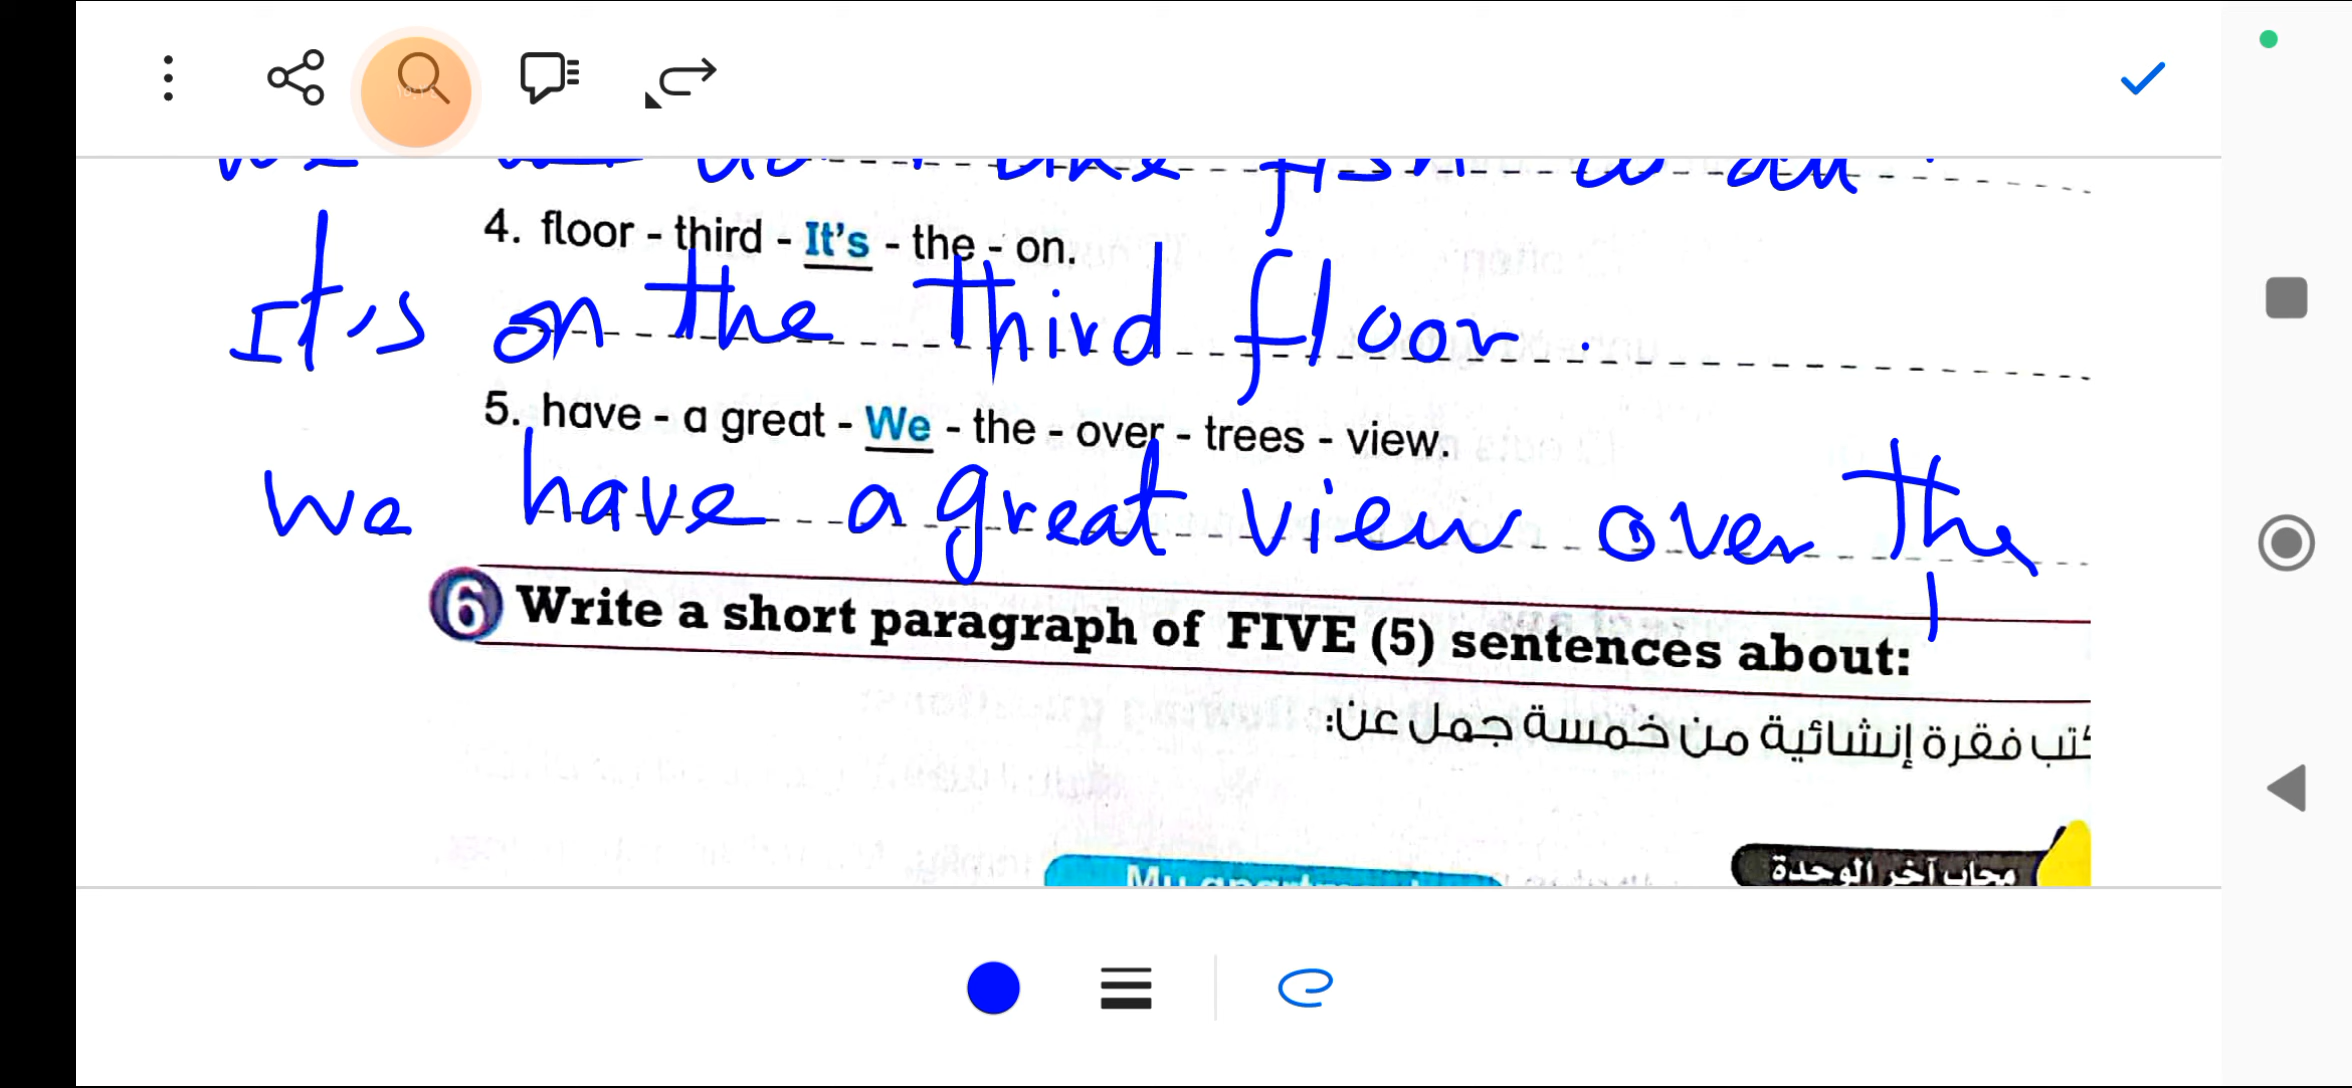 4. floor - third - It's - the - on.
It's on the third floor.
5. have - a great - We - the - over - trees - view.
we have a great view over the
6 Write a short paragraph of FIVE (5) sentences about:
كتب فقرة إنشائية من خمسة جمل عن:
مجاب آخر الوحدة